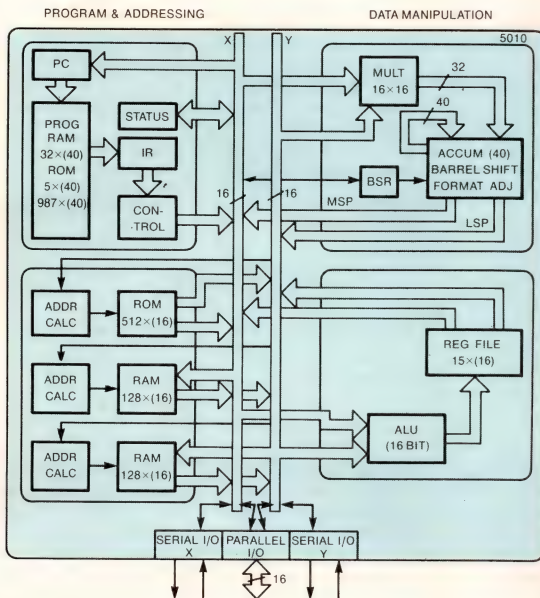 PROGRAM & ADDRESSING
DATA MANIPULATION
X
Y
5010
PC
PROG
RAM
32×(40)
ROM
5×(40)
987×(40)
STATUS
IR
CON-
·TROL
16
16
MULT
16×16
32
40
ACCUM (40)
BARREL SHIFT
FORMAT ADJ
BSR
MSP
LSP
ADDR
CALC
ROM
512×(16)
ADDR
CALC
RAM
128×(16)
ADDR
CALC
RAM
128×(16)
REG FILE
15×(16)
ALU
(16 BIT)
SERIAL I/O
X
PARALLEL
I/O
SERIAL I/O
Y
16